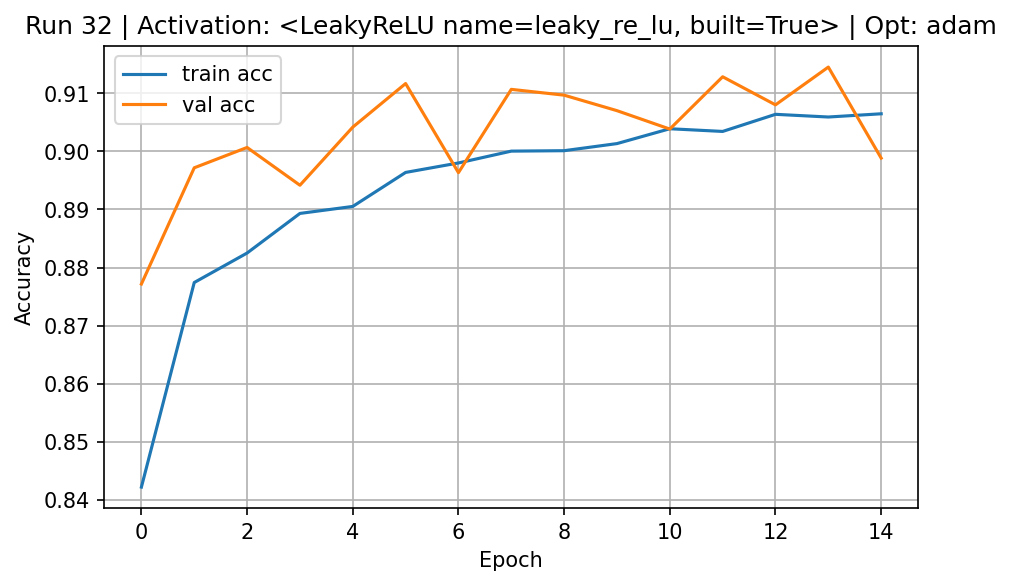 Run 32 | Activation: <LeakyReLU name=leaky_re_lu, built=True> | Opt: adam
train acc
val acc
0.91
0.90
0.89
0.88
0.87
0.86
0.85
0.84
Accuracy
0 2 4 6 8 10 12 14
Epoch